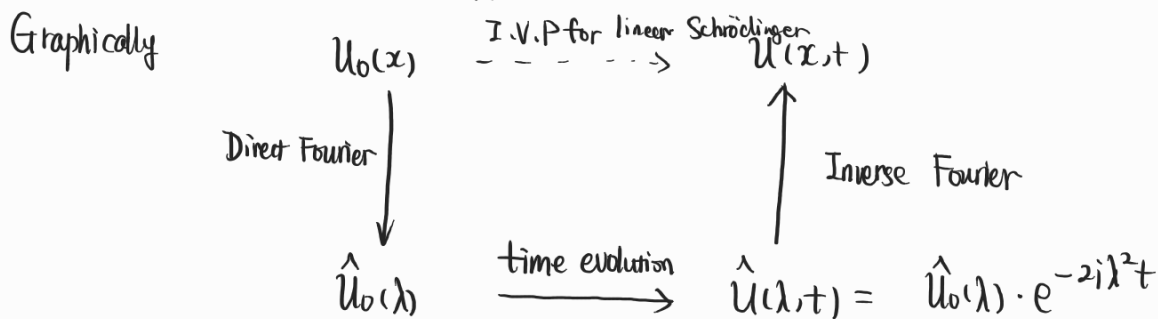 Graphically
I.V.P for linear Schrödinger
u₀(x) - - - -> u(x,t)
Direct Fourier
Inverse Fourier
time evolution
û₀(λ) → û(λ,t) = û₀(λ) · e^{-2iλ²t}